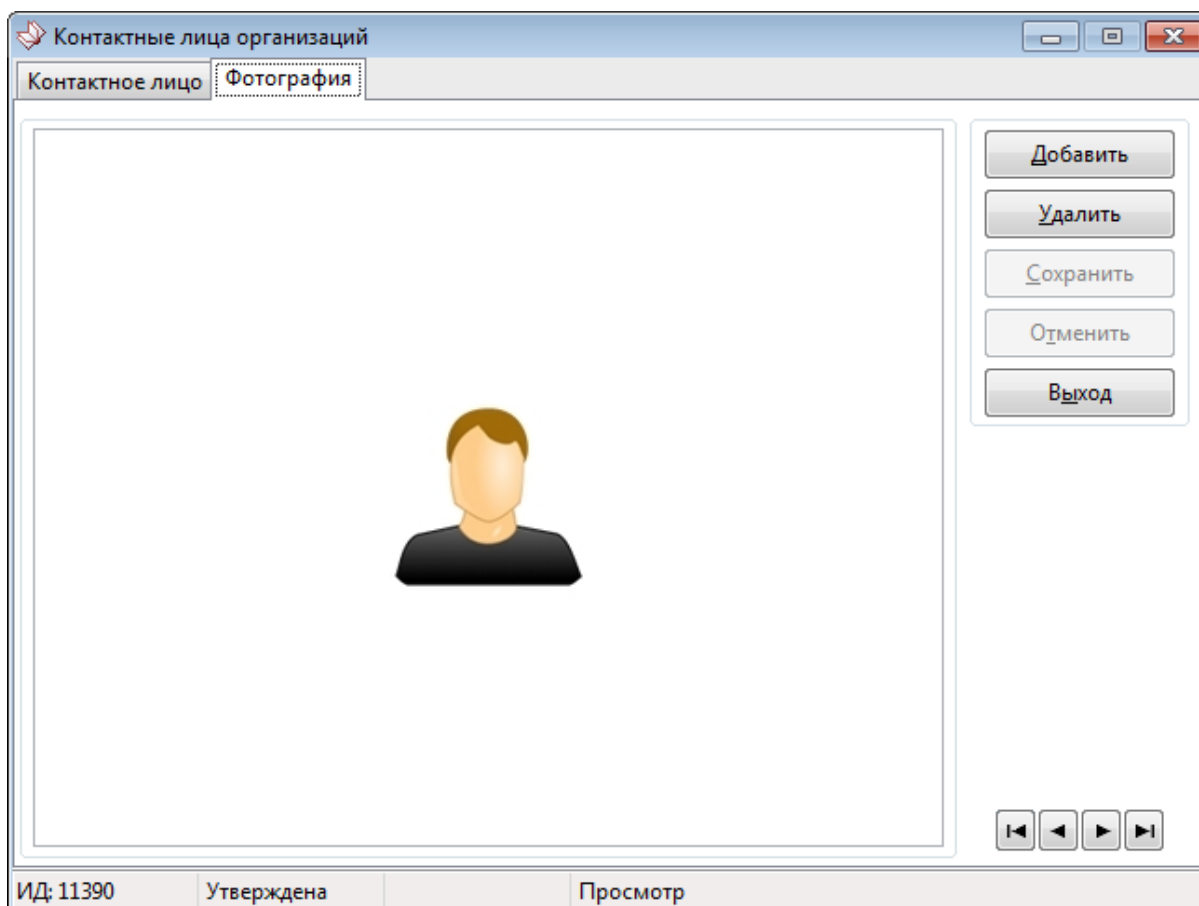 Контактные лица организаций
Контактное лицо Фотография
Добавить
Удалить
Сохранить
Отменить
Выход
ИД: 11390 Утверждена Просмотр